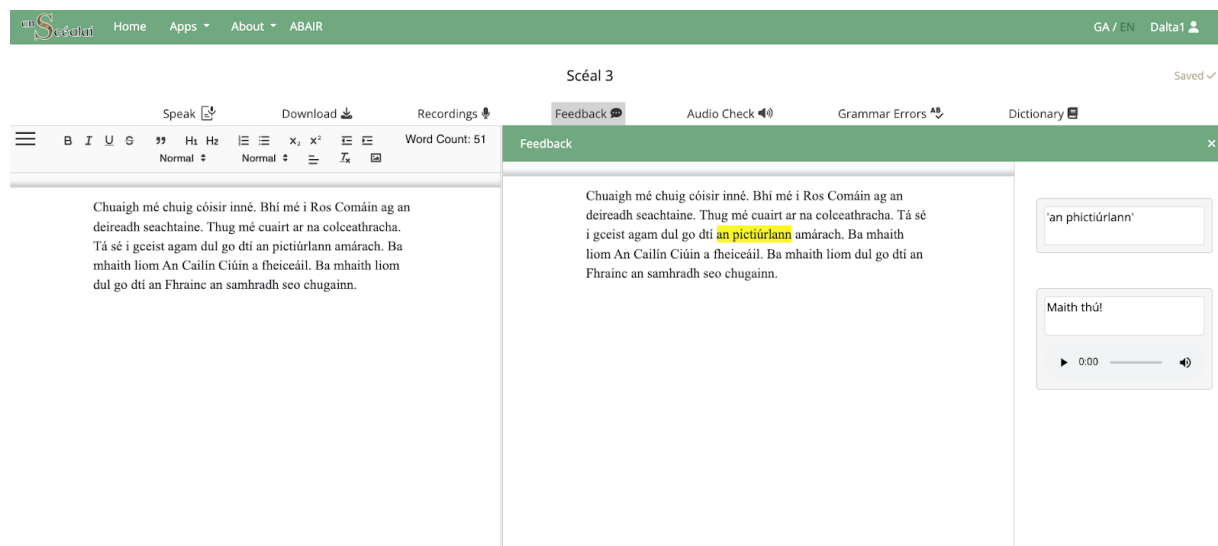 an Scéalaí Home Apps About ABAIR GA / EN Dalta1
Scéal 3 Saved
Speak Download Recordings Feedback Audio Check Grammar Errors Dictionary
B I U S ” H1 H2 x₂ x² Word Count: 51
Normal Normal Tx
Feedback ×
Chuaigh mé chuig cóisir inné. Bhí mé i Ros Comáin ag an
deireadh seachtaine. Thug mé cuairt ar na colceathracha.
Tá sé i gceist agam dul go dtí an pictiúrlann amárach. Ba
mhaith liom An Cailín Ciúin a fheiceáil. Ba mhaith liom
dul go dtí an Fhrainc an samhradh seo chugainn.
Chuaigh mé chuig cóisir inné. Bhí mé i Ros Comáin ag an
deireadh seachtaine. Thug mé cuairt ar na colceathracha. Tá sé
i gceist agam dul go dtí an pictiúrlann amárach. Ba mhaith
liom An Cailín Ciúin a fheiceáil. Ba mhaith liom dul go dtí an
Fhrainc an samhradh seo chugainn.
'an phictiúrlann'
Maith thú!
0:00